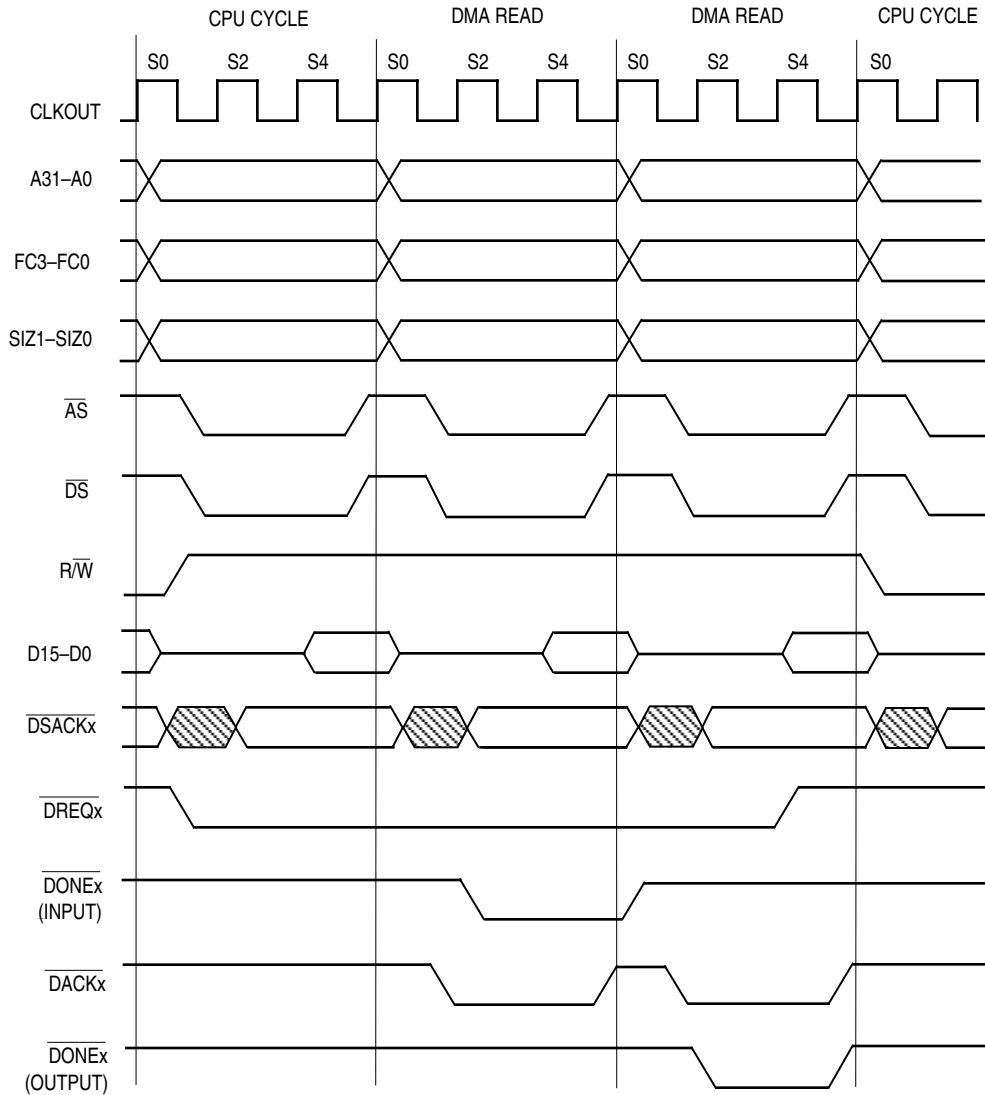 CPU CYCLE DMA READ DMA READ CPU CYCLE
S0 S2 S4 S0 S2 S4 S0 S2 S4 S0
CLKOUT
A31–A0
FC3–FC0
SIZ1–SIZ0
AS
DS
R/W
D15–D0
DSACKx
DREQx
DONEx
(INPUT)
DACKx
DONEx
(OUTPUT)